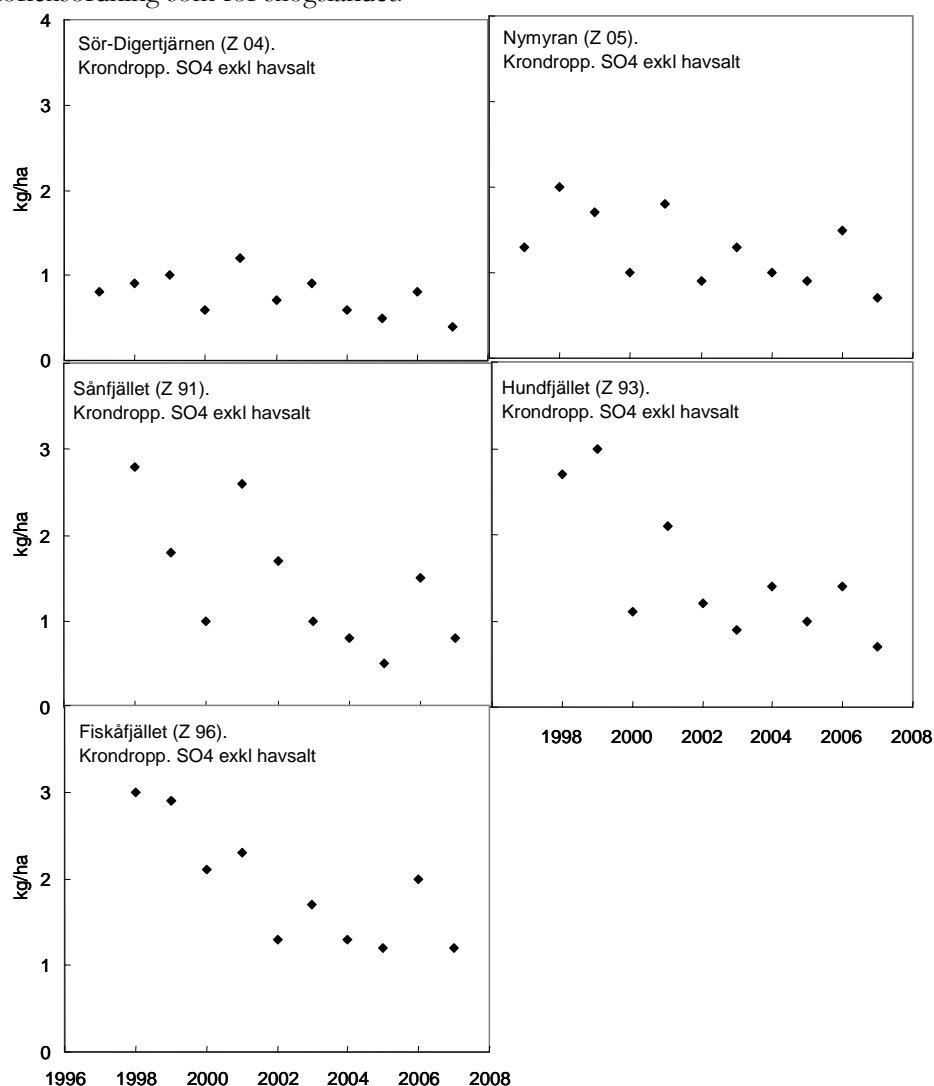 som för skogslandet.
4
Sör-Digertjärnen (Z 04).
Krondropp. SO4 exkl havsalt
3
kg/ha
2
1
0
Nymyran (Z 05).
Krondropp. SO4 exkl havsalt
Sånfjället (Z 91).
Krondropp. SO4 exkl havsalt
3
kg/ha
2
1
0
Hundfjället (Z 93).
Krondropp. SO4 exkl havsalt
1998 2000 2002 2004 2006 2008
Fiskåfjället (Z 96).
Krondropp. SO4 exkl havsalt
3
kg/ha
2
1
0
1996 1998 2000 2002 2004 2006 2008